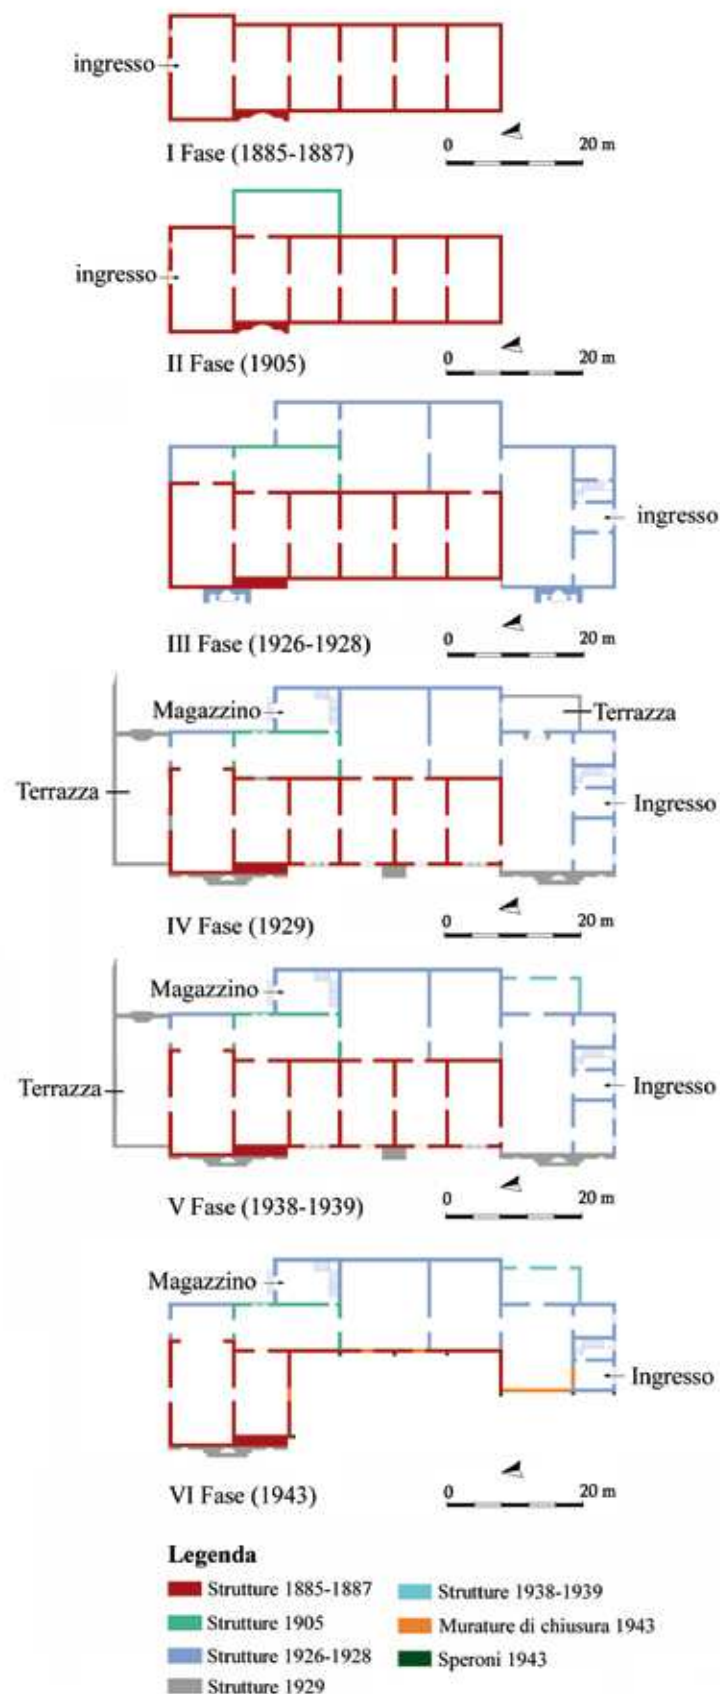 ingresso
0 20 m
I Fase (1885-1887)
ingresso
0 20 m
II Fase (1905)
ingresso
0 20 m
III Fase (1926-1928)
Magazzino
Terrazza
Terrazza
Ingresso
0 20 m
IV Fase (1929)
Magazzino
Terrazza
Ingresso
0 20 m
V Fase (1938-1939)
Magazzino
Ingresso
0 20 m
VI Fase (1943)
Legenda
Strutture 1885-1887
Strutture 1905
Strutture 1926-1928
Strutture 1929
Strutture 1938-1939
Murature di chiusura 1943
Speroni 1943